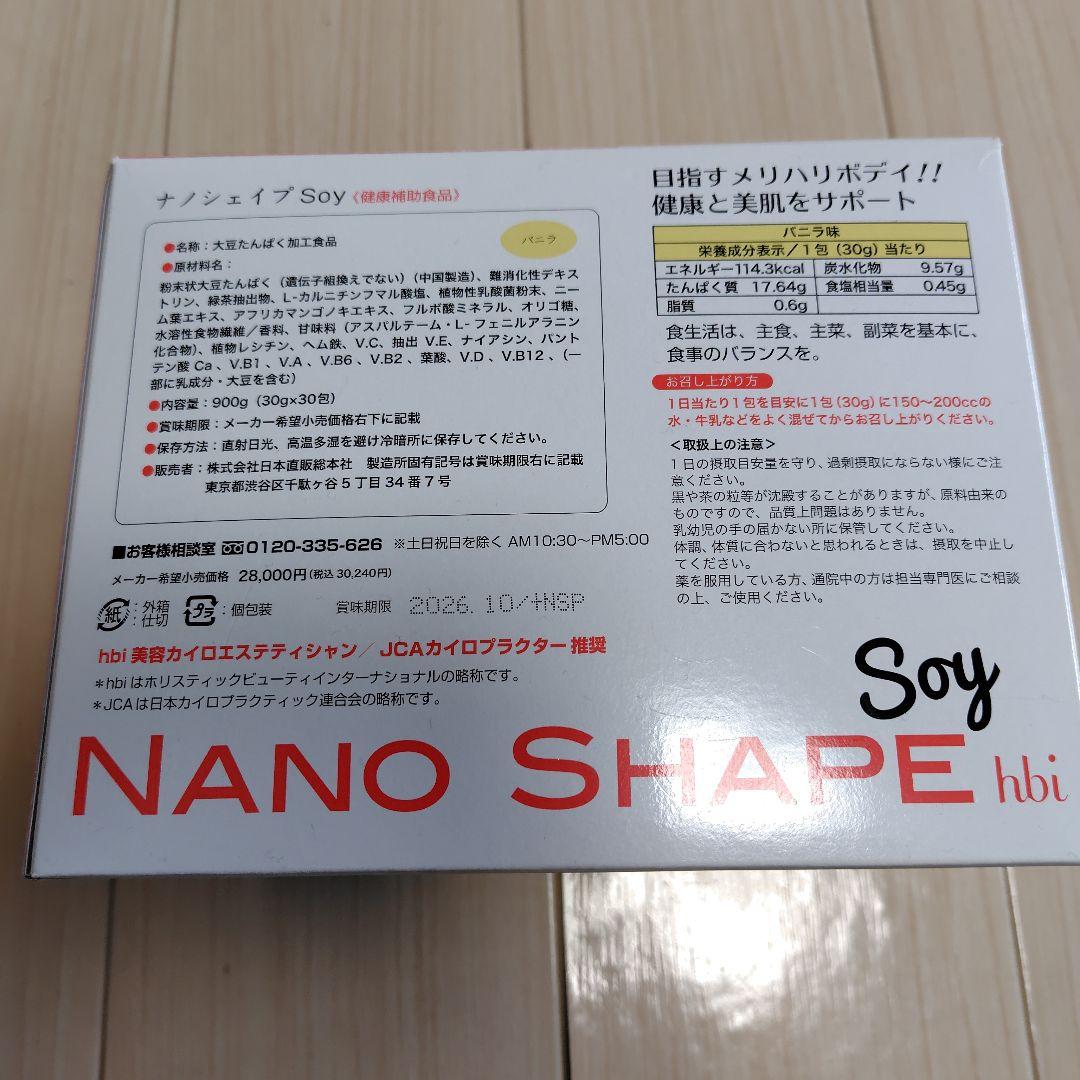 ナノシェイプ Soy《健康補助食品》
●名称：大豆たんぱく加工食品
バニラ
●原材料名：
粉末状大豆たんぱく（遺伝子組換えでない）（中国製造）、難消化性デキス
トリン、緑茶抽出物、L-カルニチンフマル酸塩、植物性乳酸菌粉末、ニー
ム葉エキス、アフリカマンゴノキエキス、フルボ酸ミネラル、オリゴ糖、
水溶性食物繊維／香料、甘味料（アスパルテーム・L-フェニルアラニン
化合物）、植物レシチン、ヘム鉄、V.C、抽出 V.E、ナイアシン、パント
テン酸 Ca 、V.B1 、V.A 、V.B6 、V.B2 、葉酸、V.D 、V.B12 、（一
部に乳成分・大豆を含む）
●内容量：900g（30g×30包）
●賞味期限：メーカー希望小売価格右下に記載
●保存方法：直射日光、高温多湿を避け冷暗所に保存してください。
●販売者：株式会社日本直販総本社　製造所固有記号は賞味期限右に記載
東京都渋谷区千駄ヶ谷５丁目34番７号
■お客様相談室 0120-335-626 ※土日祝日を除く AM10:30〜PM5:00
メーカー希望小売価格 28,000円（税込 30,240円）
紙：外箱
：仕切
プラ：個包装
賞味期限 2026.10/+NSP
hbi 美容カイロエステティシャン／ JCAカイロプラクター 推奨
＊hbi はホリスティックビューティインターナショナルの略称です。
＊JCAは日本カイロプラクティック連合会の略称です。
目指すメリハリボディ!!
健康と美肌をサポート
バニラ味
栄養成分表示／１包（30g）当たり
エネルギー 114.3kcal 炭水化物 9.57g
たんぱく質 17.64g 食塩相当量 0.45g
脂質 0.6g
食生活は、主食、主菜、副菜を基本に、
食事のバランスを。
お召し上がり方
1日当たり1包を目安に1包（30g）に150〜200ccの
水・牛乳などをよく混ぜてからお召し上がりください。
＜取扱上の注意＞
１日の摂取目安量を守り、過剰摂取にならない様にご注
意ください。
黒や茶の粒等が沈殿することがありますが、原料由来の
ものですので、品質上問題はありません。
乳幼児の手の届かない所に保管してください。
体調、体質に合わないと思われるときは、摂取を中止し
てください。
薬を服用している方、通院中の方は担当専門医にご相談
の上、ご使用ください。
Soy
NANO SHAPE hbi